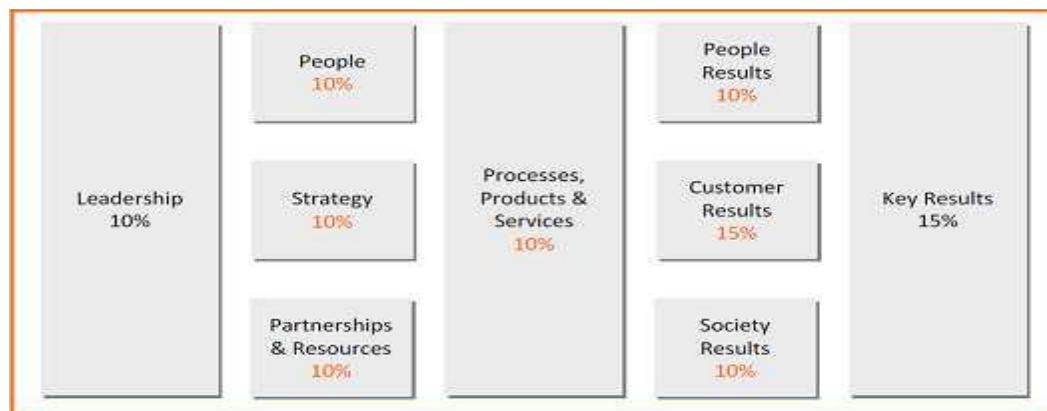 Leadership
10%
People
10%
Strategy
10%
Partnerships
& Resources
10%
Processes,
Products &
Services
10%
People
Results
10%
Customer
Results
15%
Society
Results
10%
Key Results
15%